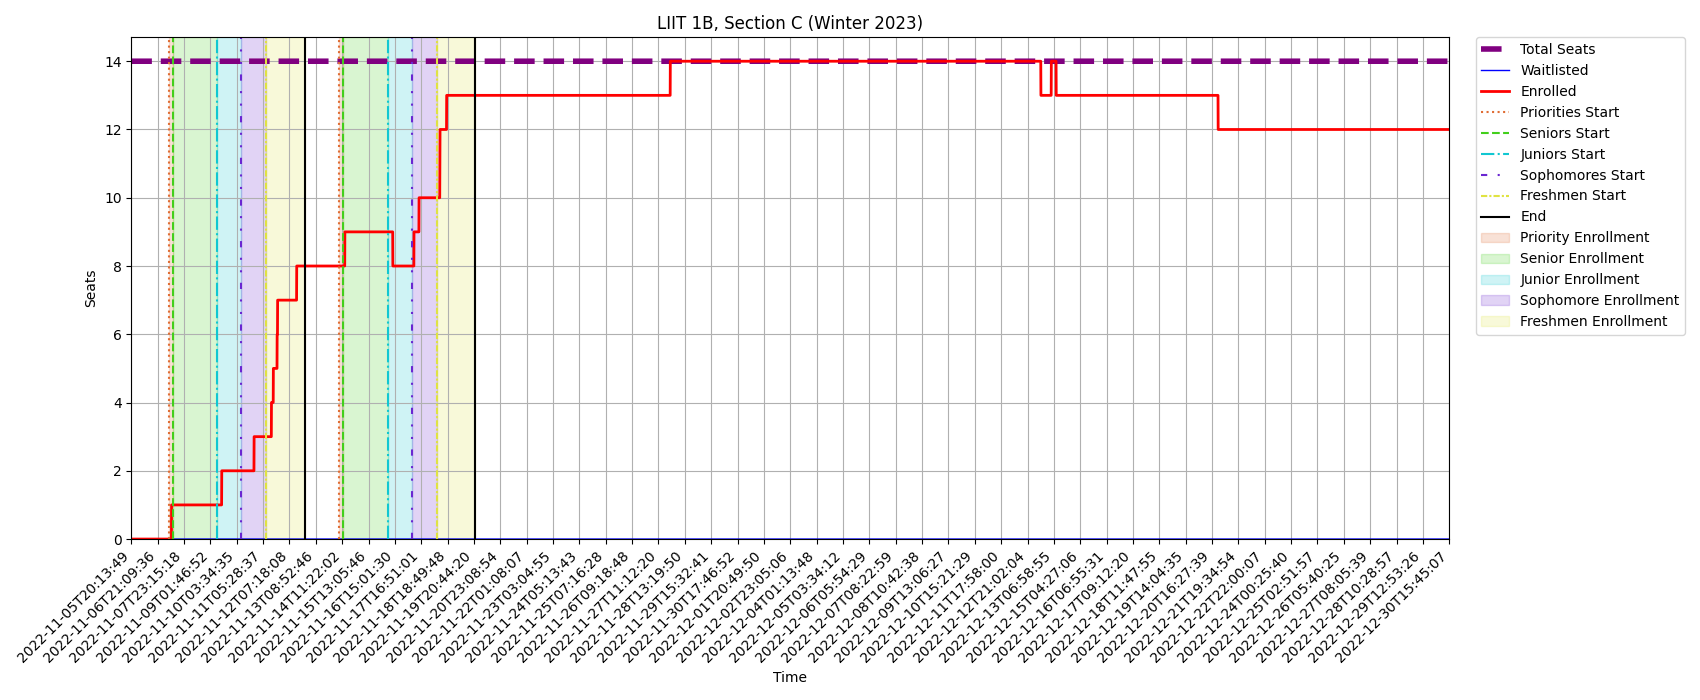 LIIT 1B, Section C (Winter 2023)
Total Seats
Waitlisted
Enrolled
Priorities Start
Seniors Start
Juniors Start
Sophomores Start
Freshmen Start
End
Priority Enrollment
Senior Enrollment
Junior Enrollment
Sophomore Enrollment
Freshmen Enrollment
Seats
14
12
10
8
6
4
2
0
2022-11-05T20:13:49
2022-11-06T21:09:36
2022-11-07T23:15:18
2022-11-09T01:46:52
2022-11-10T03:34:35
2022-11-11T05:28:37
2022-11-12T07:18:08
2022-11-13T08:52:46
2022-11-14T11:22:02
2022-11-15T13:05:46
2022-11-16T15:01:30
2022-11-17T16:51:01
2022-11-18T18:49:48
2022-11-19T20:44:20
2022-11-20T23:08:54
2022-11-22T01:08:07
2022-11-23T03:04:55
2022-11-24T05:13:43
2022-11-25T07:16:28
2022-11-26T09:18:48
2022-11-27T11:12:20
2022-11-28T13:19:50
2022-11-29T15:32:41
2022-11-30T17:46:52
2022-12-01T20:49:50
2022-12-02T23:05:06
2022-12-04T01:13:48
2022-12-05T03:34:12
2022-12-06T05:54:29
2022-12-07T08:22:59
2022-12-08T10:42:38
2022-12-09T13:06:27
2022-12-10T15:21:29
2022-12-11T17:58:00
2022-12-12T21:02:04
2022-12-13T06:58:55
2022-12-15T04:27:06
2022-12-16T06:55:31
2022-12-17T09:12:20
2022-12-18T11:47:55
2022-12-19T14:04:35
2022-12-20T16:27:39
2022-12-21T19:34:54
2022-12-22T22:00:07
2022-12-24T00:25:40
2022-12-25T02:51:57
2022-12-26T05:40:25
2022-12-27T08:05:39
2022-12-28T10:28:57
2022-12-29T12:53:26
2022-12-30T15:45:07
Time